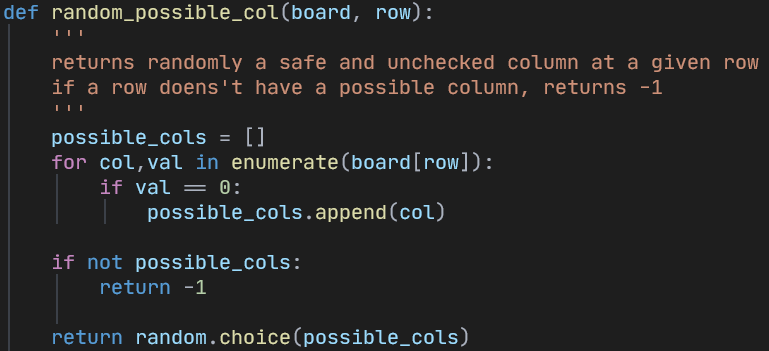 def random_possible_col(board, row):
    '''
    returns randomly a safe and unchecked column at a given row
    if a row doens't have a possible column, returns -1
    '''
    possible_cols = []
    for col,val in enumerate(board[row]):
        if val == 0:
            possible_cols.append(col)
    if not possible_cols:
        return -1
    return random.choice(possible_cols)